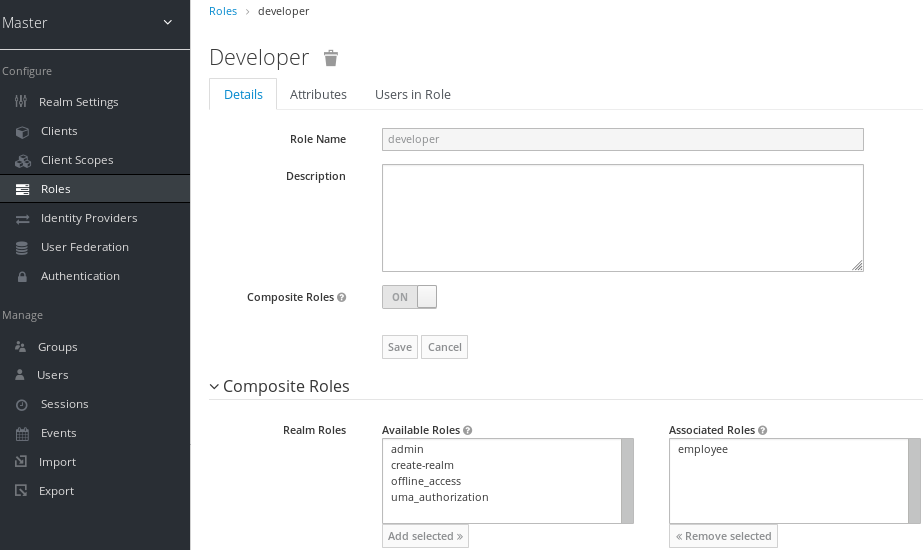 Master
Configure
Realm Settings
Clients
Client Scopes
Roles
Identity Providers
User Federation
Authentication
Manage
Groups
Users
Sessions
Events
Import
Export
Roles > developer
Developer
Details Attributes Users in Role
Role Name developer
Description
Composite Roles ON
Save Cancel
Composite Roles
Realm Roles
Available Roles
admin
create-realm
offline_access
uma_authorization
Add selected »
Associated Roles
employee
« Remove selected